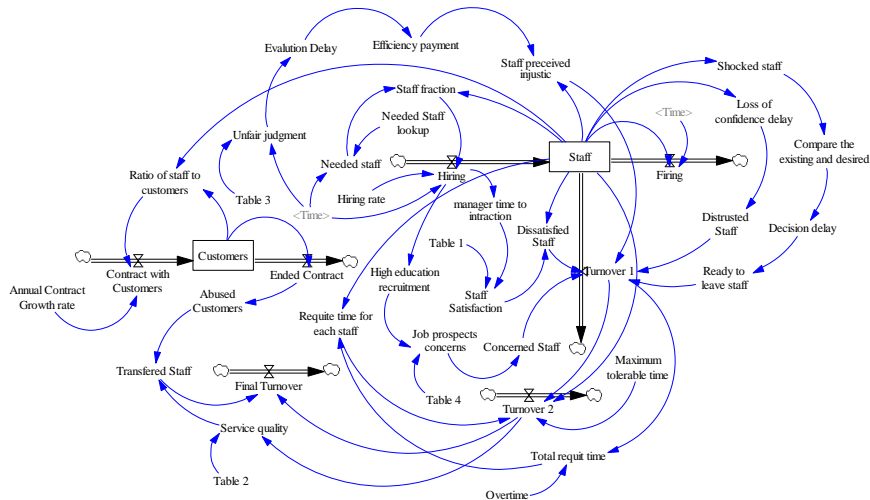 Evalution Delay
Efficiency payment
Staff perceived
injustic
Shocked staff
Staff fraction
Loss of
confidence delay
<Time>
Needed Staff
lookup
Unfair judgment
Compare the
existing and desired
Needed staff
Staff
Ratio of staff to
customers
Hiring
Firing
Table 3
Hiring rate
manager time to
intraction
<Time>
Dissatisfied
Staff
Distrusted
Staff
Decision delay
Table 1
Customers
Contract with
Customers
Ended Contract
High education
recruitment
Turnover 1
Ready to
leave staff
Annual Contract
Growth rate
Abused
Customers
Staff
Satisfaction
Requite time for
each staff
Job prospects
concerns
Concerned Staff
Maximum
tolerable time
Transfered Staff
Final Turnover
Table 4
Turnover 2
Service quality
Total requit time
Table 2
Overtime